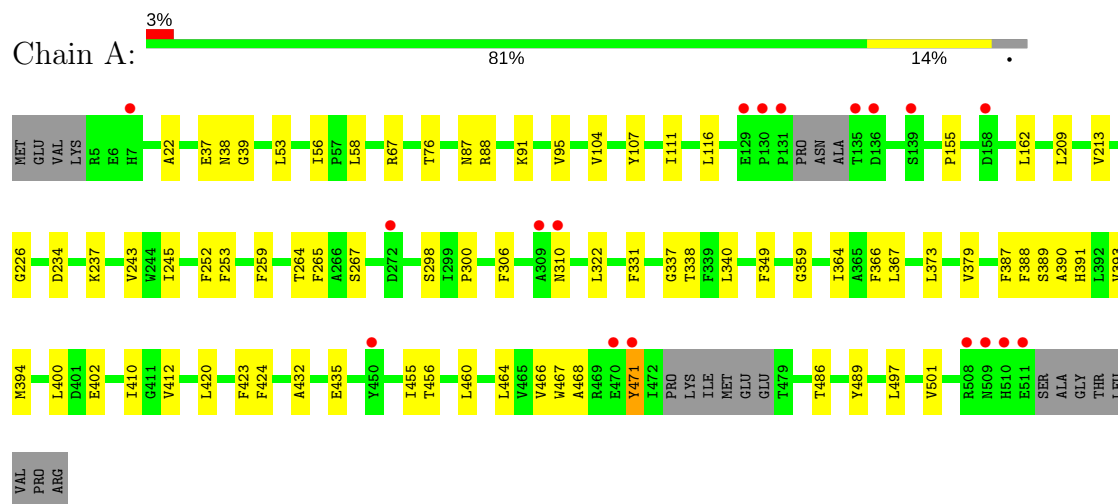 3%
Chain A:
81% 14% •
MET GLU VAL LYS R5 E6 H7 A22 E37 N38 G39 L53 I56 P57 L58 R67 T76 N87 R88 K91 V95 V104 Y107 I111 L116 E129 P130 P131 PRO ASN ALA T135 D136 S139 P155 D158 L162 L209 V213
G226 D234 K237 V243 W244 I245 F252 F253 F259 T264 F265 A266 S267 D272 S298 I299 P300 F306 A309 N310 L322 F331 G337 T338 F339 L340 F349 G359 I364 A365 F366 L367 L373 V379 F387 F388 S389 A390 H391 L392 V393
M394 L400 D401 E402 I410 G411 V412 L420 F423 F424 A432 E435 Y450 I455 T456 L460 L464 V465 V466 W467 A468 R469 E470 Y471 I472 PRO LYS ILE MET GLU GLU T479 T486 Y489 L497 V501 R508 N509 H510 E511 SER ALA GLY THR LEU
VAL PRO ARG